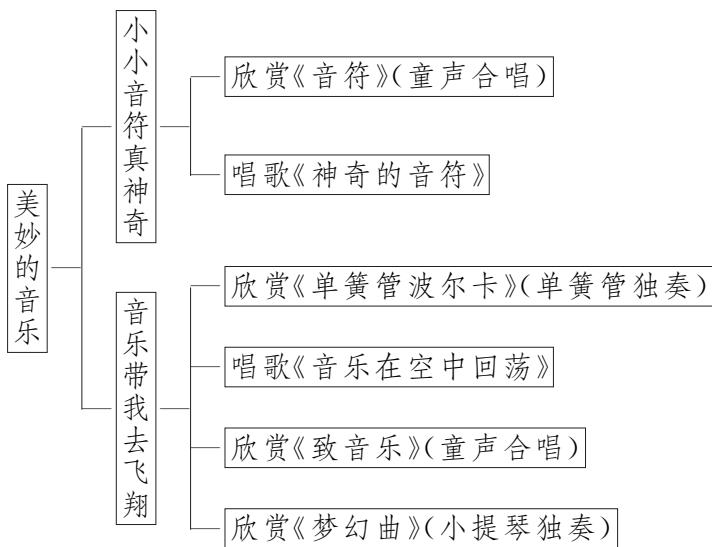 美妙的音乐
小小音符真神奇
欣赏《音符》(童声合唱)
唱歌《神奇的音符》
音乐带我去飞翔
欣赏《单簧管波尔卡》(单簧管独奏)
唱歌《音乐在空中回荡》
欣赏《致音乐》(童声合唱)
欣赏《梦幻曲》(小提琴独奏)